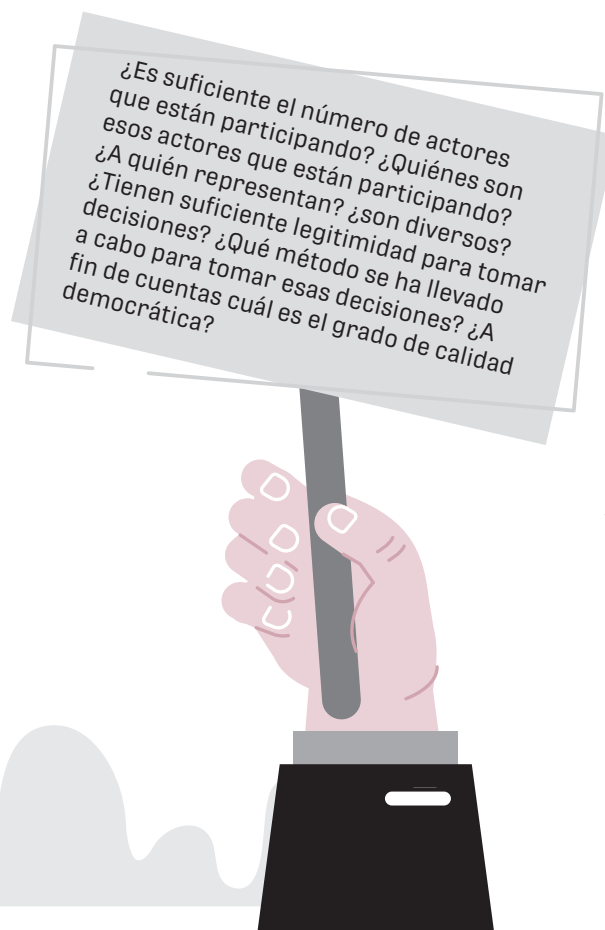 ¿Es suficiente el número de actores
que están participando? ¿Quiénes son
esos actores que están participando?
¿A quién representan? ¿son diversos?
¿Tienen suficiente legitimidad para tomar
decisiones? ¿Qué método se ha llevado
a cabo para tomar esas decisiones? ¿A
fin de cuentas cuál es el grado de calidad
democrática?